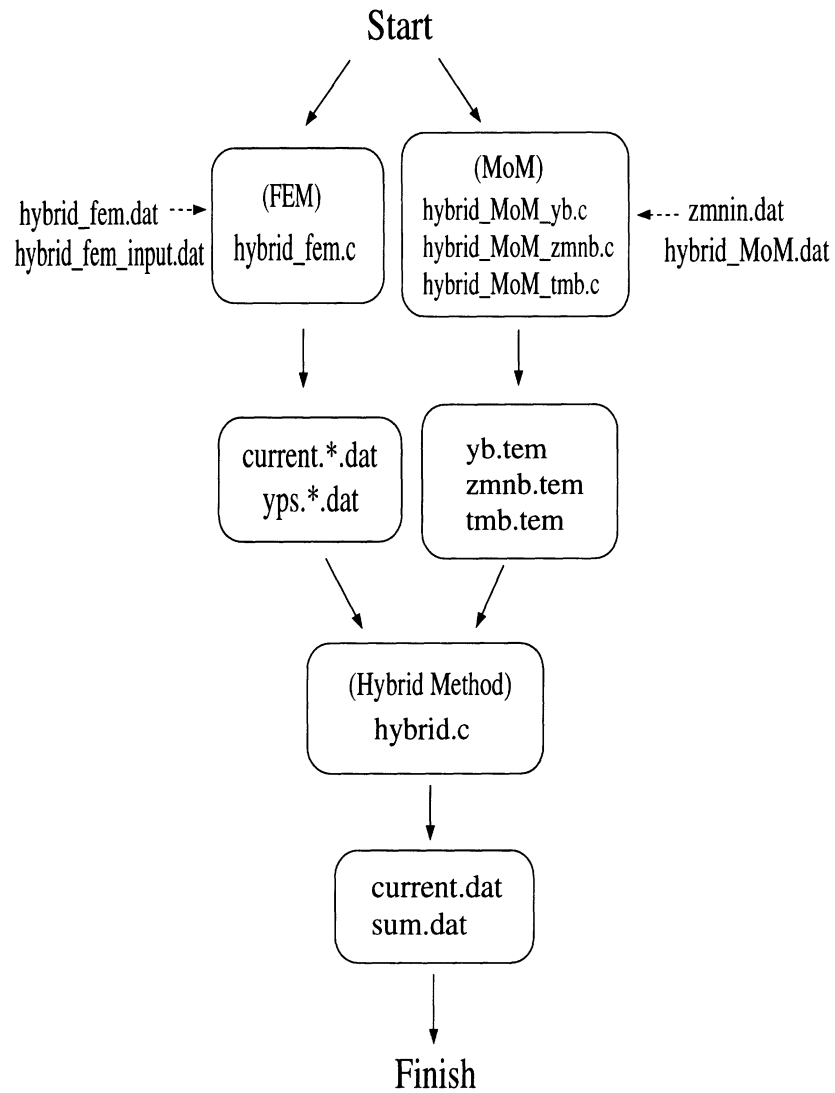 Start
(FEM)
hybrid_fem.c
hybrid_fem.dat
hybrid_fem_input.dat
(MoM)
hybrid_MoM_yb.c
hybrid_MoM_zmnb.c
hybrid_MoM_tmb.c
zmnin.dat
hybrid_MoM.dat
current.*.dat
yps.*.dat
yb.tem
zmnb.tem
tmb.tem
(Hybrid Method)
hybrid.c
current.dat
sum.dat
Finish